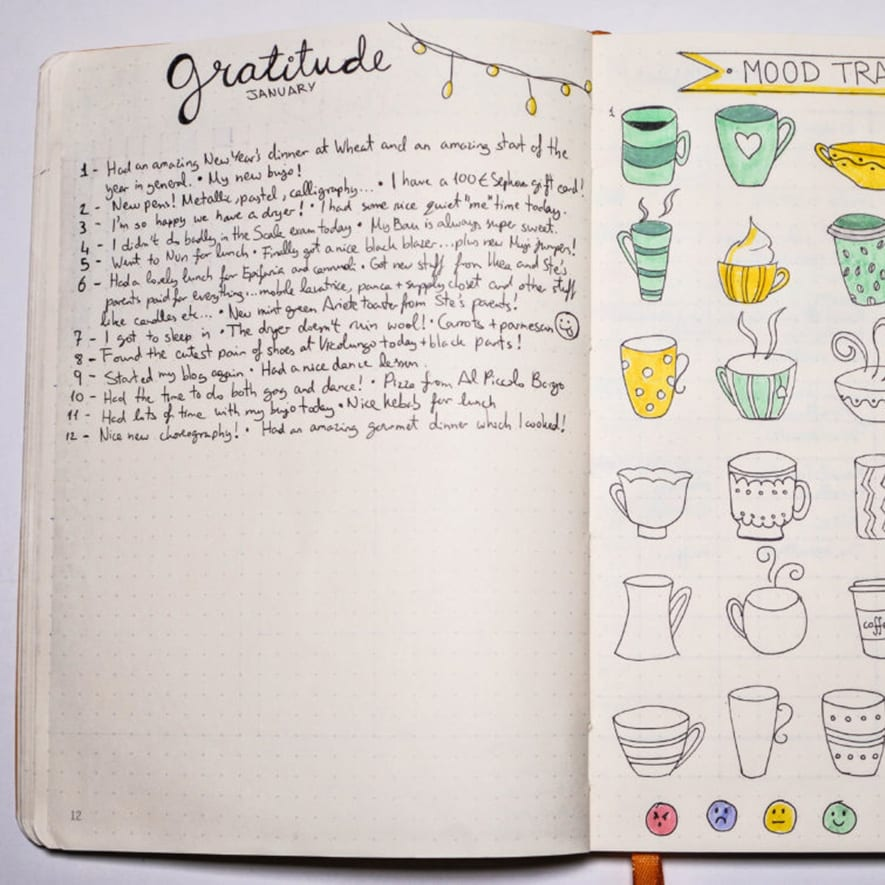 gratitude
JANUARY
1 - Had an amazing New Year's dinner at Wheat and an amazing start of the
year in general. • My new bujo!
2 - New pens! Metallic, pastel, calligraphy... • I have a 100€ Sephora gift card!
3 - I'm so happy we have a dryer! • I had some nice quiet "me" time today.
4 - I didn't do badly in the Scale exam today • My Bau is always super sweet.
5 - Went to Nun for lunch • Finally got a nice black blazer... plus new Muji jumper!
6 - Had a lovely lunch for Epifania and • Got new stuff from Ikea and Ste's
parents paid for everything... mobile lavatrice, panca + supply closet and other stuff
like candles etc... • New mint green Ariete toaster from Ste's parents!
7 - I got to sleep in • The dryer doesn't ruin wool! • Carrots + parmesan
8 - Found the cutest pair of shoes at Vicolungo today + black pants!
9 - Started my blog again • Had a nice dance lesson.
10 - Had the time to do both gog and dance! • Pizza from Al Piccolo Borgo
11 - Had lots of time with my bujo today • Nice kebab for lunch
12 - Nice new choreography! • Had an amazing gourmet dinner which I cooked!
12
• MOOD TRA
1
coffe